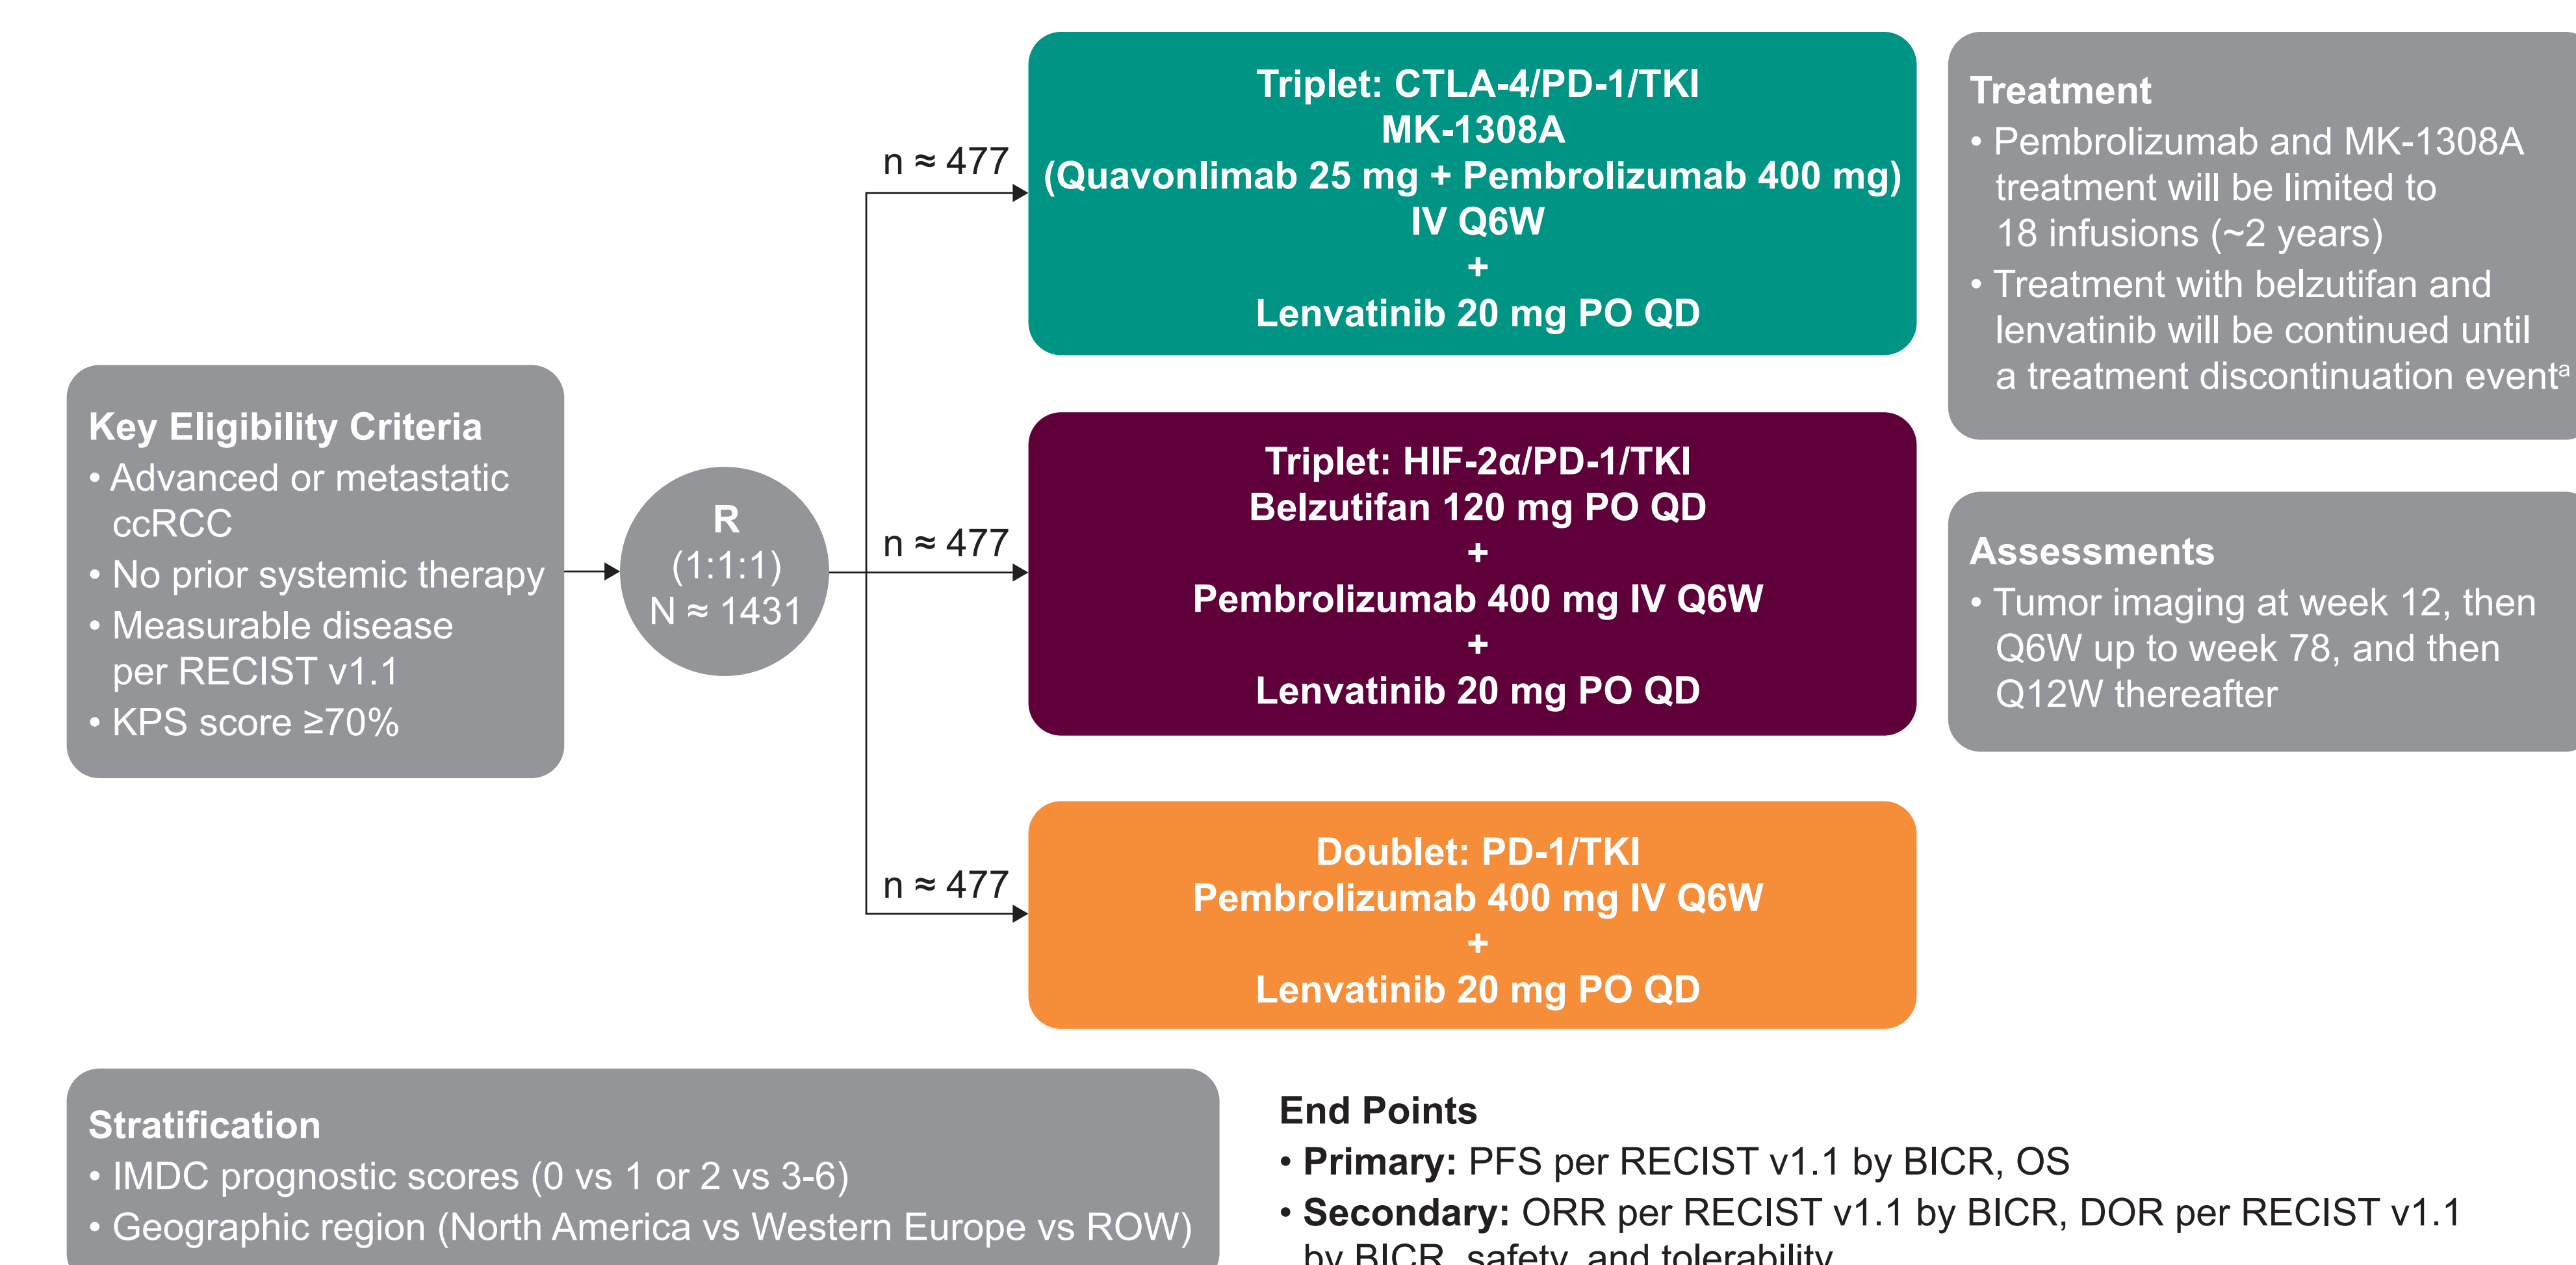 Key Eligibility Criteria
• Advanced or metastatic
ccRCC
• No prior systemic therapy
• Measurable disease
per RECIST v1.1
• KPS score ≥70%
R
(1:1:1)
N ≈ 1431
n ≈ 477
Triplet: CTLA-4/PD-1/TKI
MK-1308A
(Quavonlimab 25 mg + Pembrolizumab 400 mg)
IV Q6W
+
Lenvatinib 20 mg PO QD
n ≈ 477
Triplet: HIF-2α/PD-1/TKI
Belzutifan 120 mg PO QD
+
Pembrolizumab 400 mg IV Q6W
+
Lenvatinib 20 mg PO QD
n ≈ 477
Doublet: PD-1/TKI
Pembrolizumab 400 mg IV Q6W
+
Lenvatinib 20 mg PO QD
Treatment
• Pembrolizumab and MK-1308A
treatment will be limited to
18 infusions (~2 years)
• Treatment with belzutifan and
lenvatinib will be continued until
a treatment discontinuation eventᵃ
Assessments
• Tumor imaging at week 12, then
Q6W up to week 78, and then
Q12W thereafter
Stratification
• IMDC prognostic scores (0 vs 1 or 2 vs 3-6)
• Geographic region (North America vs Western Europe vs ROW)
End Points
• Primary: PFS per RECIST v1.1 by BICR, OS
• Secondary: ORR per RECIST v1.1 by BICR, DOR per RECIST v1.1
by BICR, safety, and tolerability